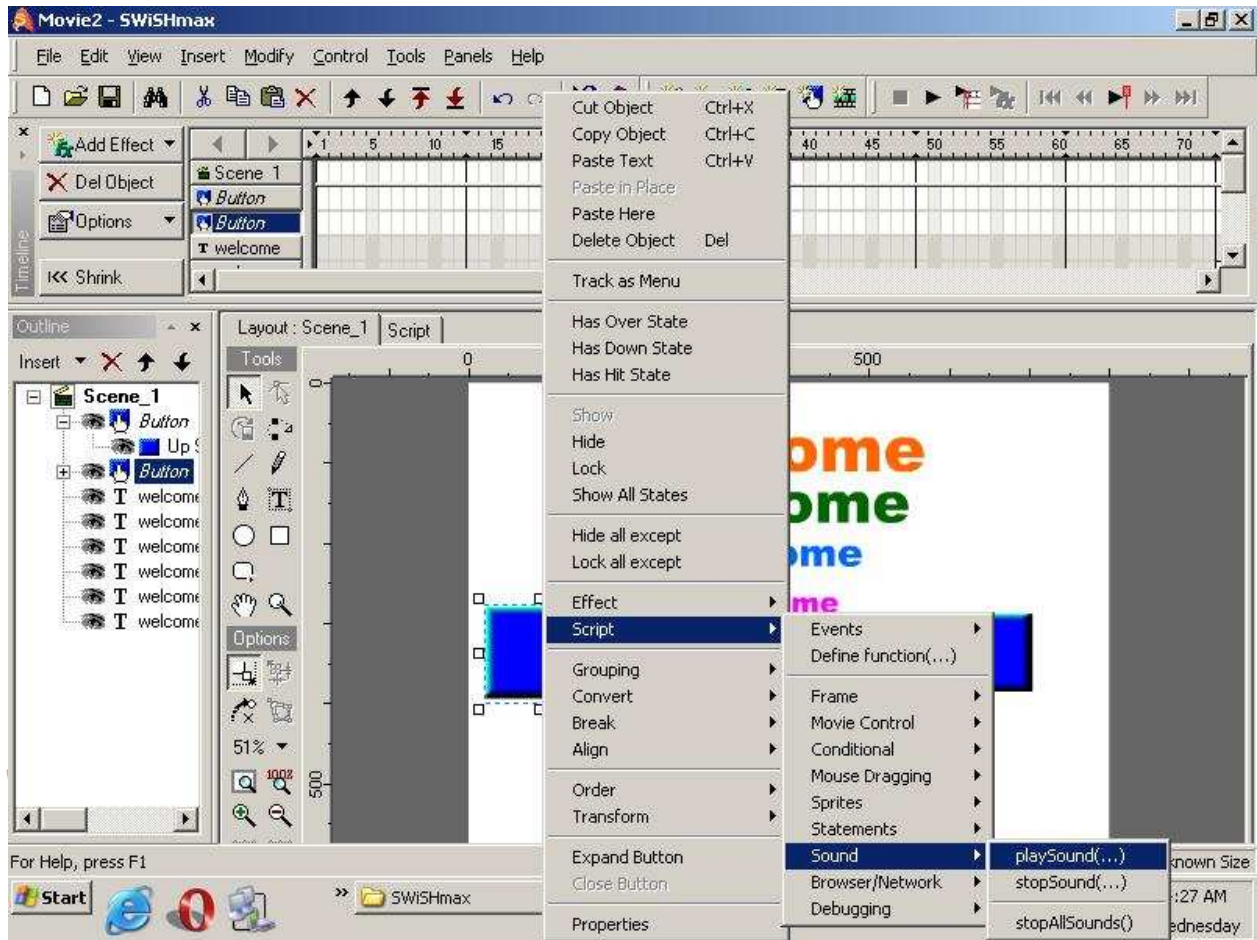 Movie2 - SWiSHmax
File Edit View Insert Modify Control Tools Panels Help
Add Effect
Del Object
Options
Shrink
Timeline
Scene 1
Button
Button
welcome
1 5 10 15 40 45 50 55 60 65 70
Outline
Insert
Scene_1
Button
Up
Button
T welcome
T welcome
T welcome
T welcome
T welcome
T welcome
Layout : Scene_1 Script
Tools
Options
51%
100%
0 500
0
500
ome
ome
ome
me
Cut Object Ctrl+X
Copy Object Ctrl+C
Paste Text Ctrl+V
Paste in Place
Paste Here
Delete Object Del
Track as Menu
Has Over State
Has Down State
Has Hit State
Show
Hide
Lock
Show All States
Hide all except
Lock all except
Effect
Script
Grouping
Convert
Break
Align
Order
Transform
Expand Button
Close Button
Properties
Events
Define function(...)
Frame
Movie Control
Conditional
Mouse Dragging
Sprites
Statements
Sound
Browser/Network
Debugging
playSound(...)
stopSound(...)
stopAllSounds()
For Help, press F1
known Size
Start
SWiSHmax
:27 AM
ednesday